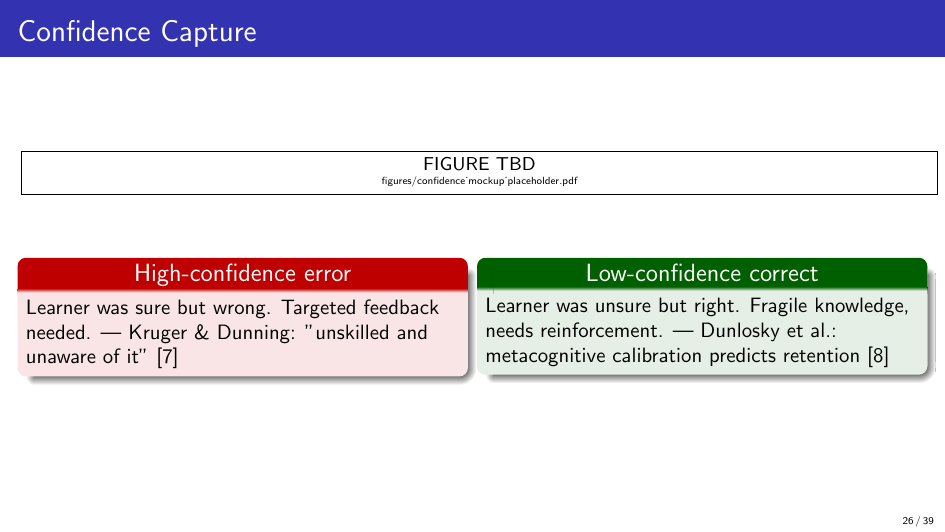 Confidence Capture
FIGURE TBD
figures/confidence˙mockup˙placeholder.pdf
High-confidence error
Learner was sure but wrong. Targeted feedback
needed. — Kruger & Dunning: ”unskilled and
unaware of it” [7]
Low-confidence correct
Learner was unsure but right. Fragile knowledge,
needs reinforcement. — Dunlosky et al.:
metacognitive calibration predicts retention [8]
26 / 39